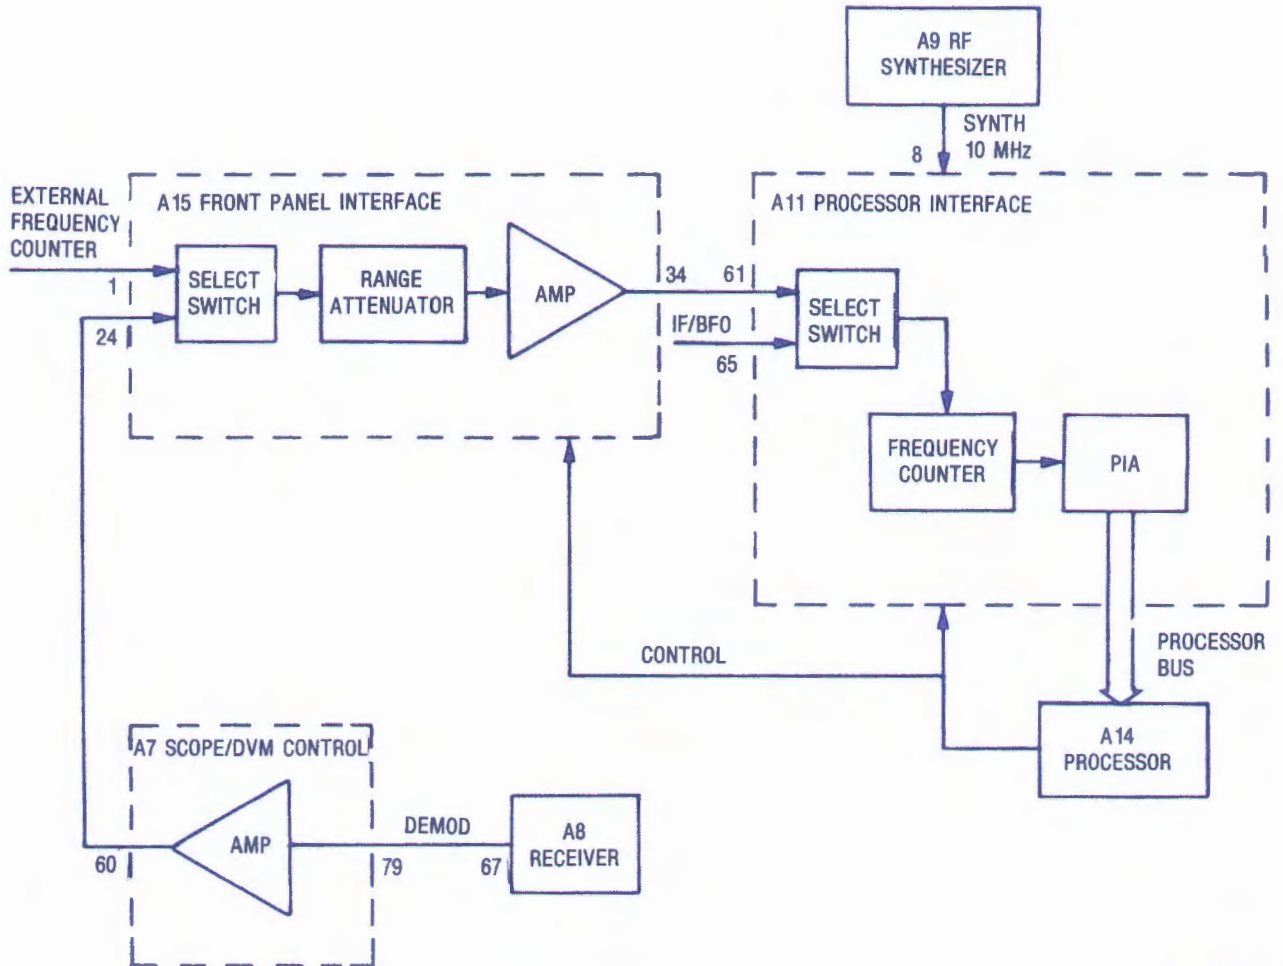 A9 RF
SYNTHESIZER
SYNTH
10 MHz
8
EXTERNAL
FREQUENCY
COUNTER
1
24
A15 FRONT PANEL INTERFACE
SELECT
SWITCH
RANGE
ATTENUATOR
AMP
34
61
IF/BFO
65
A11 PROCESSOR INTERFACE
SELECT
SWITCH
FREQUENCY
COUNTER
PIA
CONTROL
PROCESSOR
BUS
A14
PROCESSOR
A7 SCOPE/DVM CONTROL
AMP
60
79
DEMOD
67
A8
RECEIVER